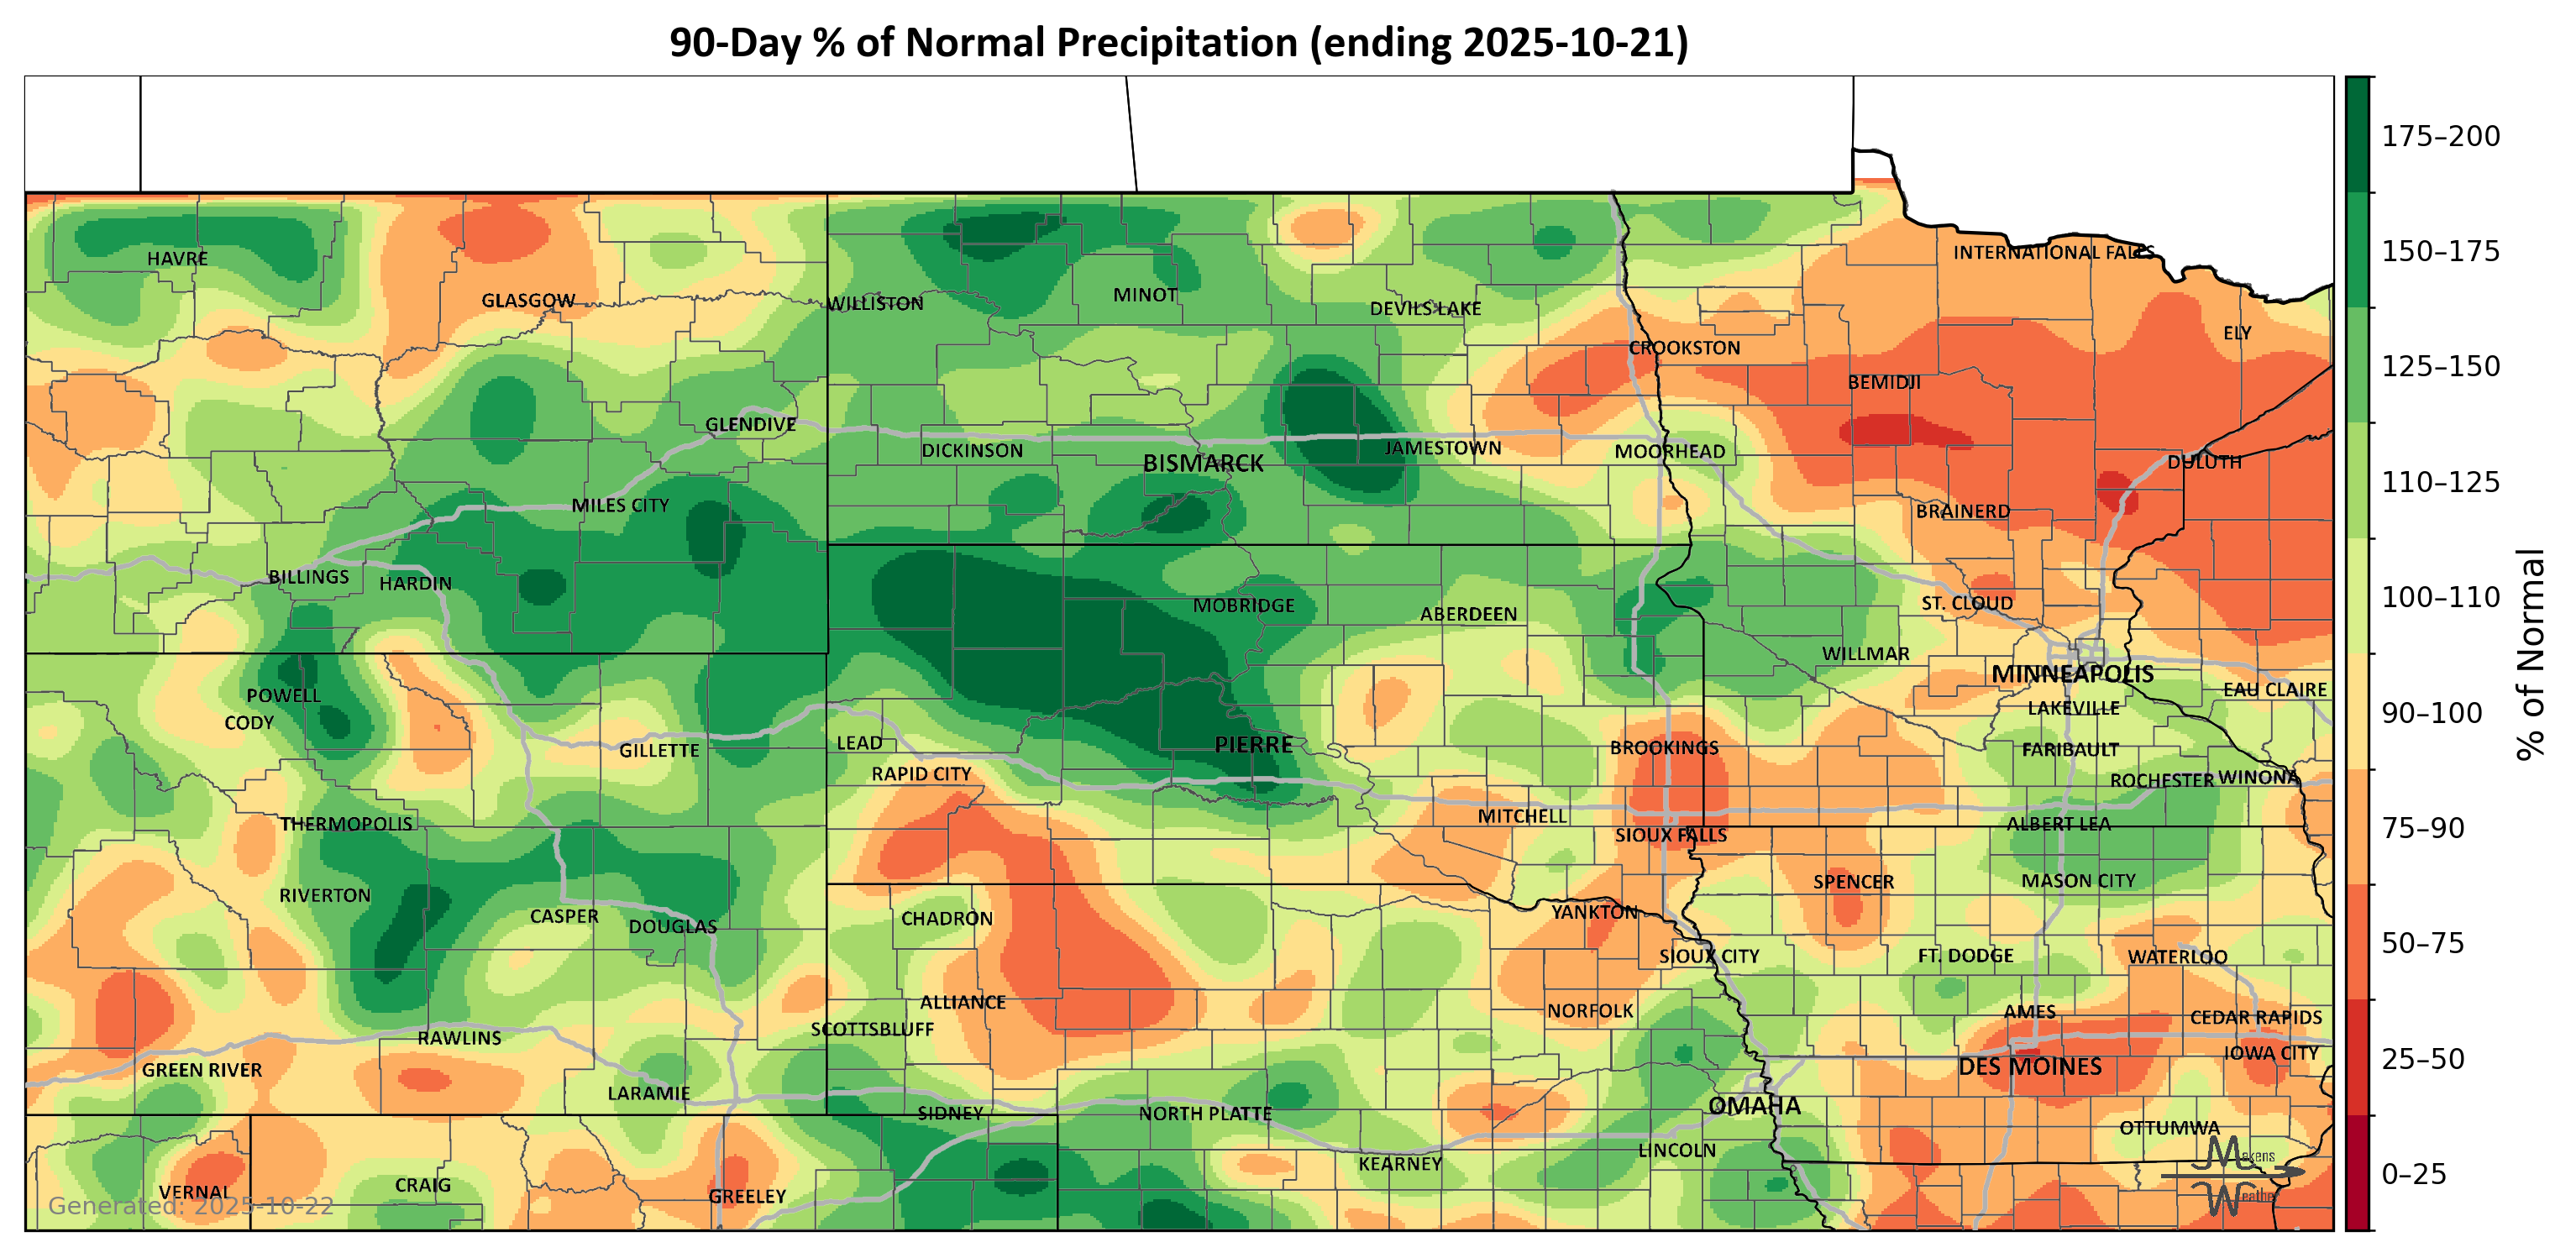 90-Day % of Normal Precipitation (ending 2025-10-21)
175–200
INTERNATIONAL FALLS
HAVRE
150–175
GLASGOW
WILLISTON
MINOT
DEVILS LAKE
ELY
CROOKSTON
125–150
BEMIDJI
GLENDIVE
DICKINSON
BISMARCK
JAMESTOWN
MOORHEAD
DULUTH
110–125
MILES CITY
BRAINERD
BILLINGS
HARDIN
MOBRIDGE
ABERDEEN
ST. CLOUD
100–110
% of Normal
WILLMAR
MINNEAPOLIS
POWELL
EAU CLAIRE
CODY
LAKEVILLE
90–100
LEAD
GILLETTE
PIERRE
BROOKINGS
FARIBAULT
RAPID CITY
ROCHESTER
WINONA
THERMOPOLIS
MITCHELL
SIOUX FALLS
ALBERT LEA
75–90
RIVERTON
SPENCER
MASON CITY
CASPER
DOUGLAS
CHADRON
YANKTON
SIOUX CITY
FT. DODGE
WATERLOO
50–75
ALLIANCE
NORFOLK
AMES
CEDAR RAPIDS
SCOTTSBLUFF
RAWLINS
GREEN RIVER
DES MOINES
IOWA CITY
25–50
LARAMIE
SIDNEY
NORTH PLATTE
OMAHA
OTTUMWA
KEARNEY
LINCOLN
Makens
Weather
0–25
VERNAL
CRAIG
GREELEY
Generated: 2025-10-22